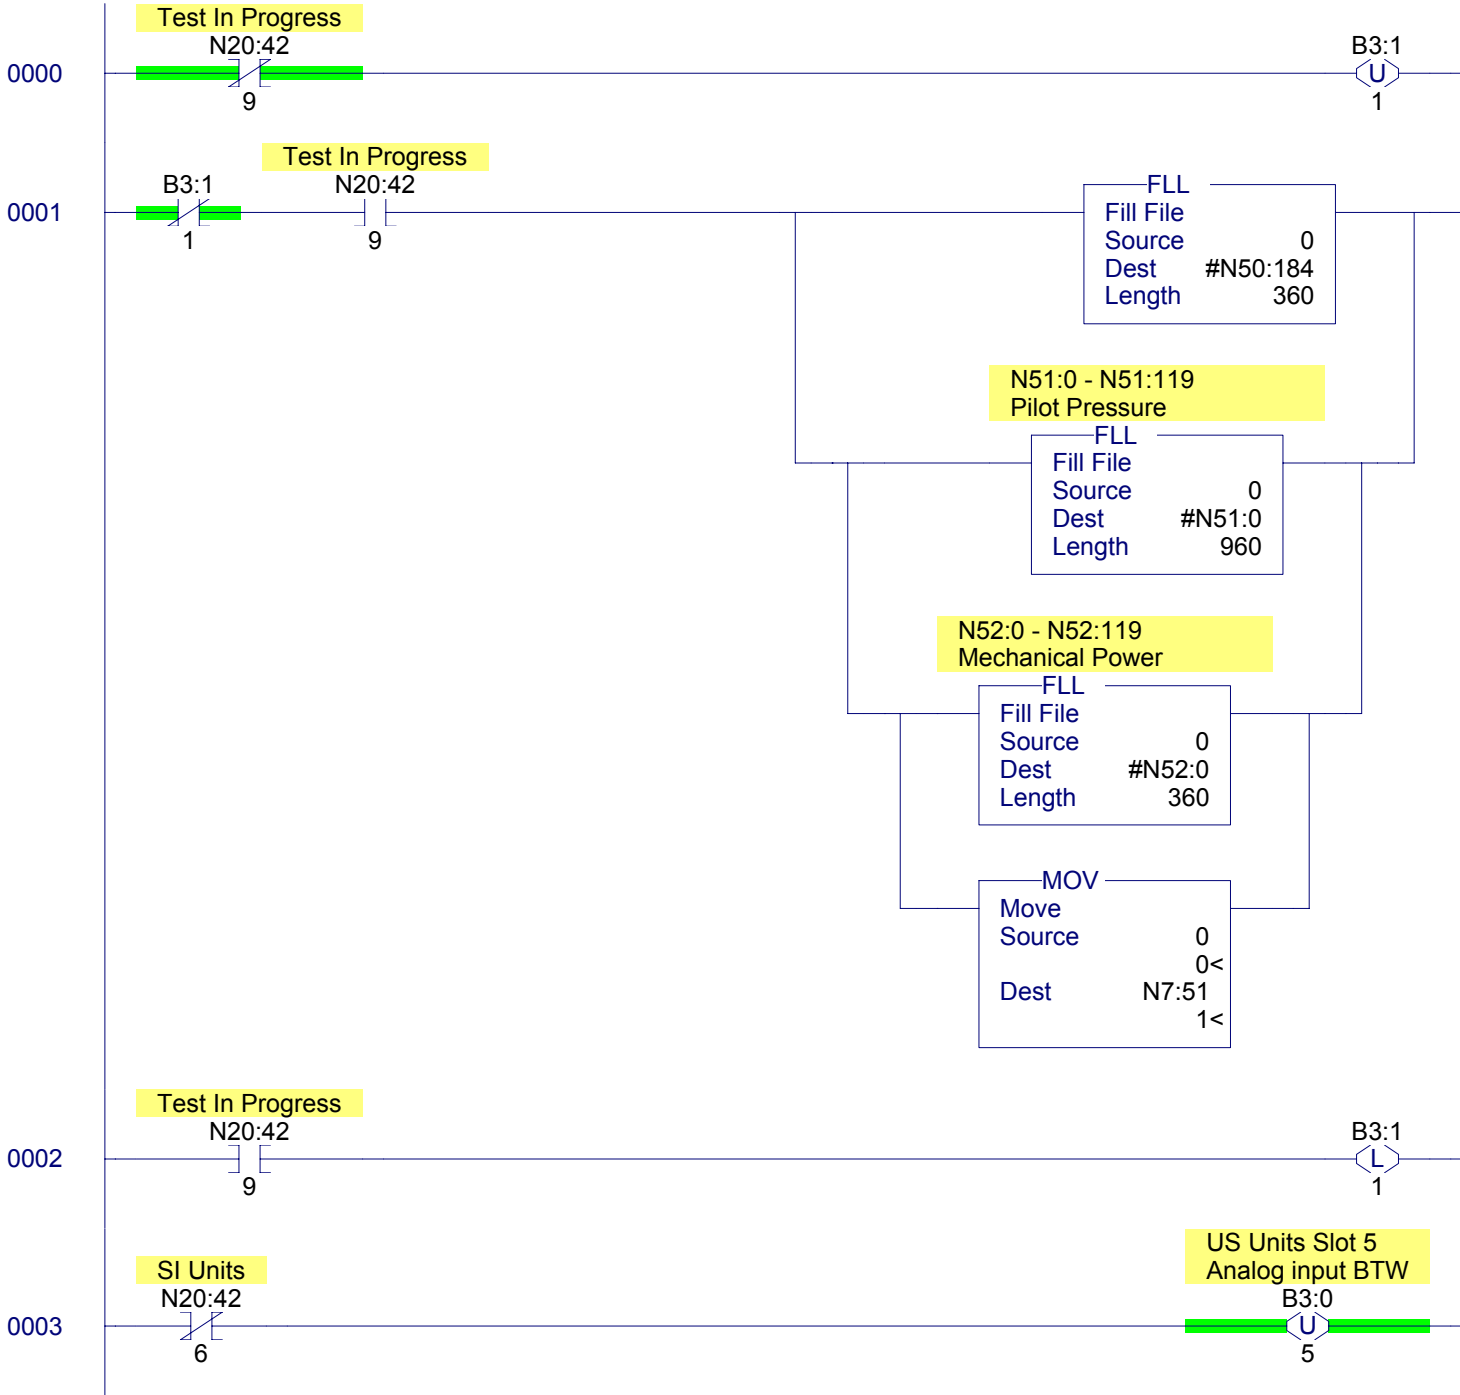 Test In Progress
N20:42
9
B3:1
U
1
0000
Test In Progress
B3:1
1
N20:42
9
0001
FLL
Fill File
Source 0
Dest #N50:184
Length 360
N51:0 - N51:119
Pilot Pressure
FLL
Fill File
Source 0
Dest #N51:0
Length 960
N52:0 - N52:119
Mechanical Power
FLL
Fill File
Source 0
Dest #N52:0
Length 360
MOV
Move
Source 0
0<
Dest N7:51
1<
Test In Progress
N20:42
9
B3:1
L
1
0002
SI Units
N20:42
6
US Units Slot 5
Analog input BTW
B3:0
U
5
0003